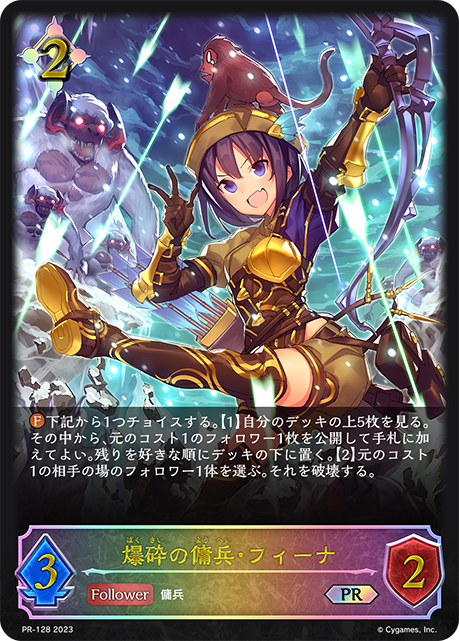 2
F 下記から1つチョイスする。【1】自分のデッキの上5枚を見る。
その中から、元のコスト1のフォロワー1枚を公開して手札に加
えてよい。残りを好きな順にデッキの下に置く。【2】元のコスト
1の相手の場のフォロワー1体を選ぶ。それを破壊する。
ばく さい よう へい
爆砕の傭兵・フィーナ
3
Follower 傭兵
PR
2
PR-128 2023
© Cygames, Inc.